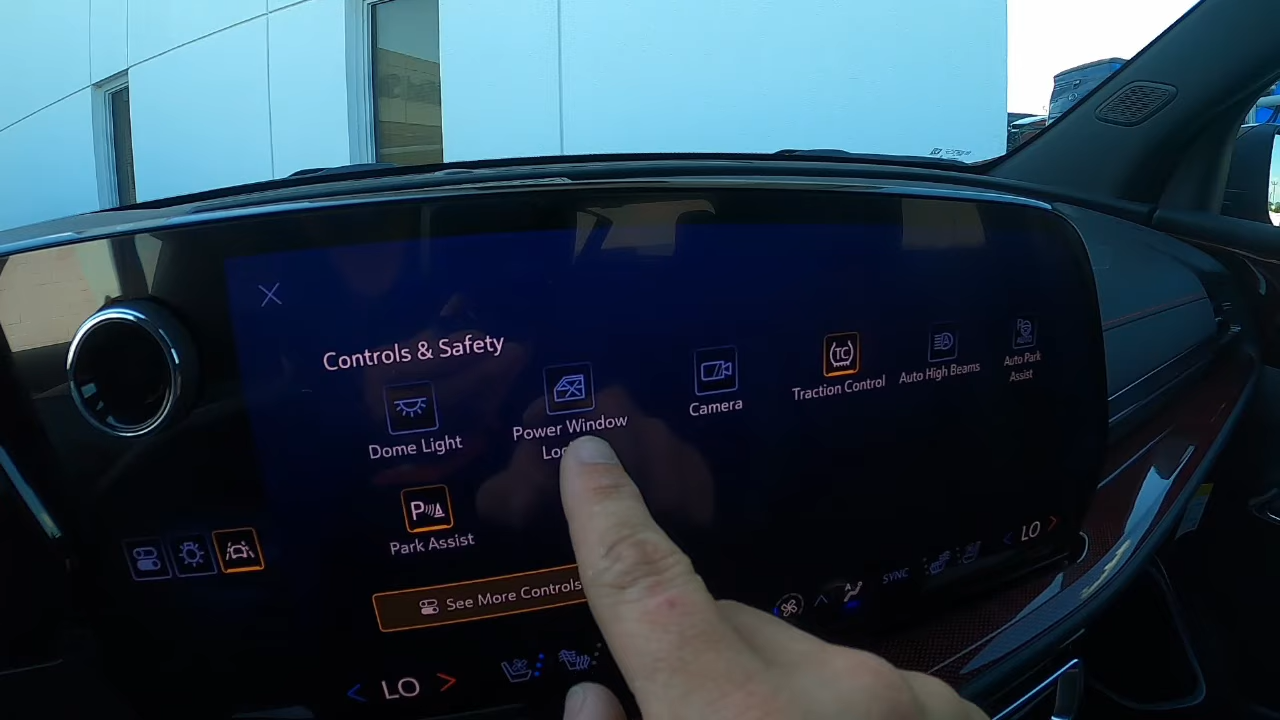 Controls & Safety
Dome Light
Power Window
Camera
TC
Traction Control
Auto High Beams
Auto Park
Assist
P
Park Assist
See More Controls
LO
SYNC
LO